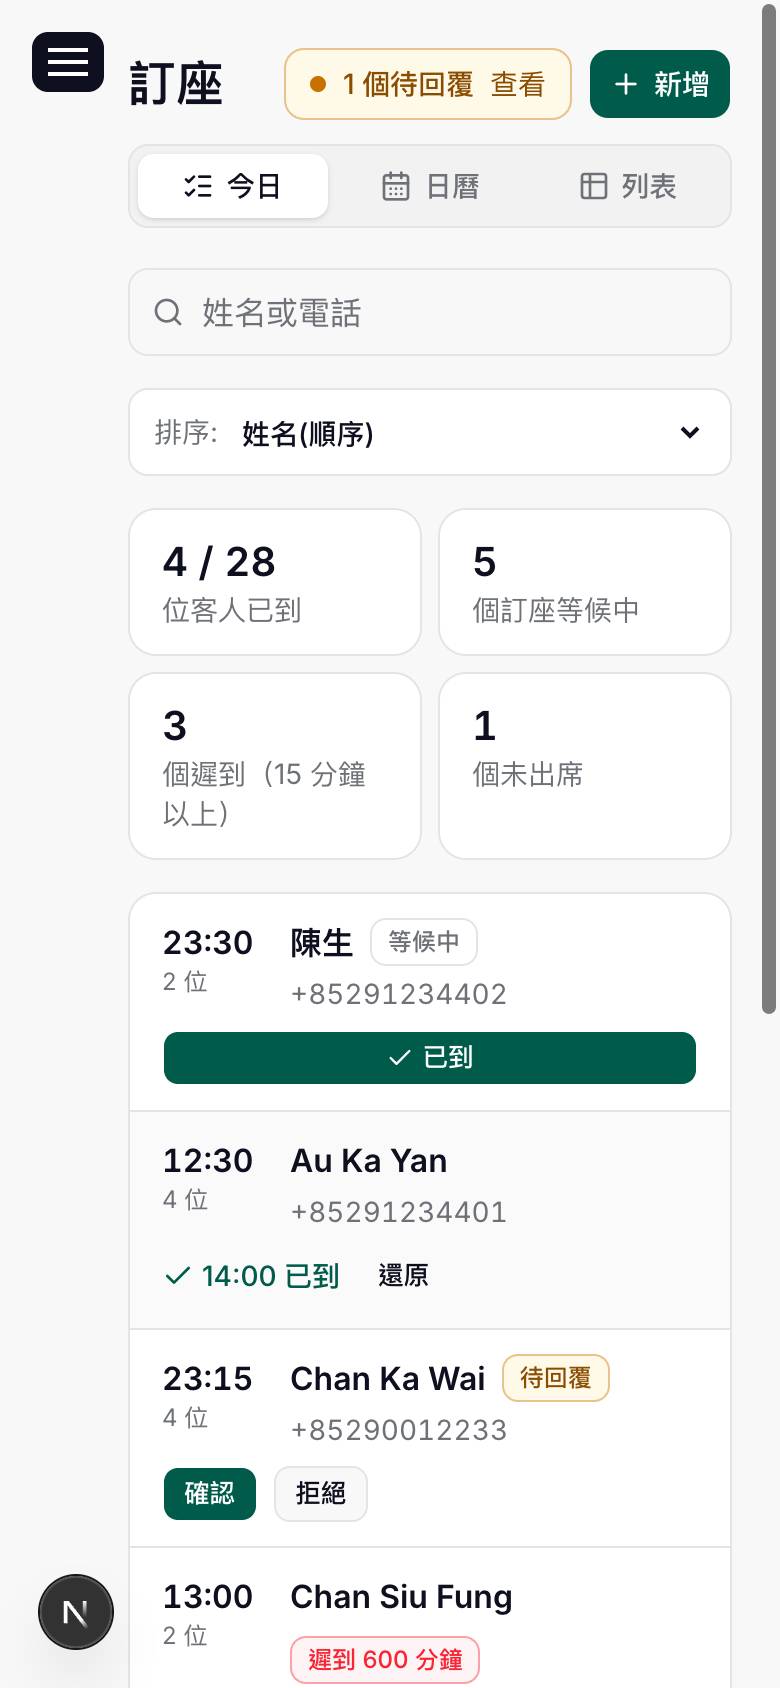 訂座
1 個待回覆 查看
新增
今日
日曆
列表
姓名或電話
排序: 姓名(順序)
4 / 28
位客人已到
5
個訂座等候中
3
個遲到（15 分鐘
以上）
1
個未出席
23:30 陳生 等候中
2 位
+85291234402
已到
12:30 Au Ka Yan
4 位
+85291234401
14:00 已到 還原
23:15 Chan Ka Wai 待回覆
4 位
+85290012233
確認 拒絕
13:00 Chan Siu Fung
2 位
遲到 600 分鐘
N